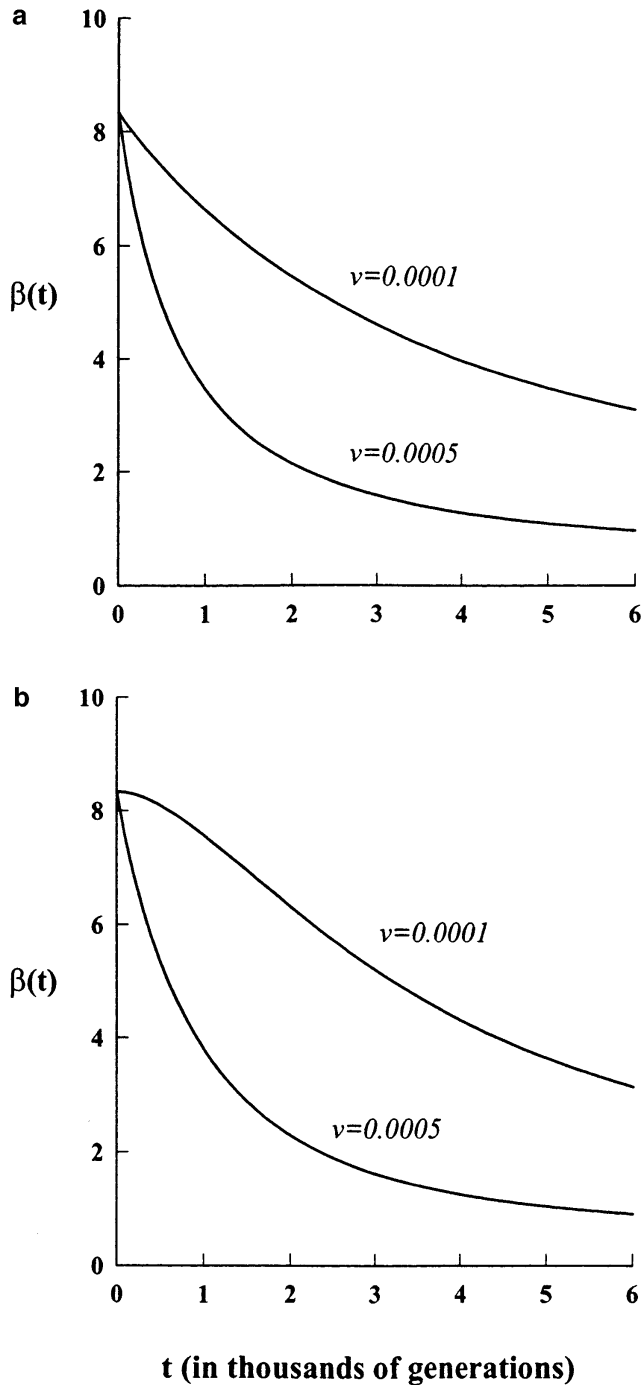 a
10
8
6
4
2
0
β(t)
ν=0.0001
ν=0.0005
0 1 2 3 4 5 6
b
10
8
6
4
2
0
β(t)
ν=0.0001
ν=0.0005
0 1 2 3 4 5 6
t (in thousands of generations)